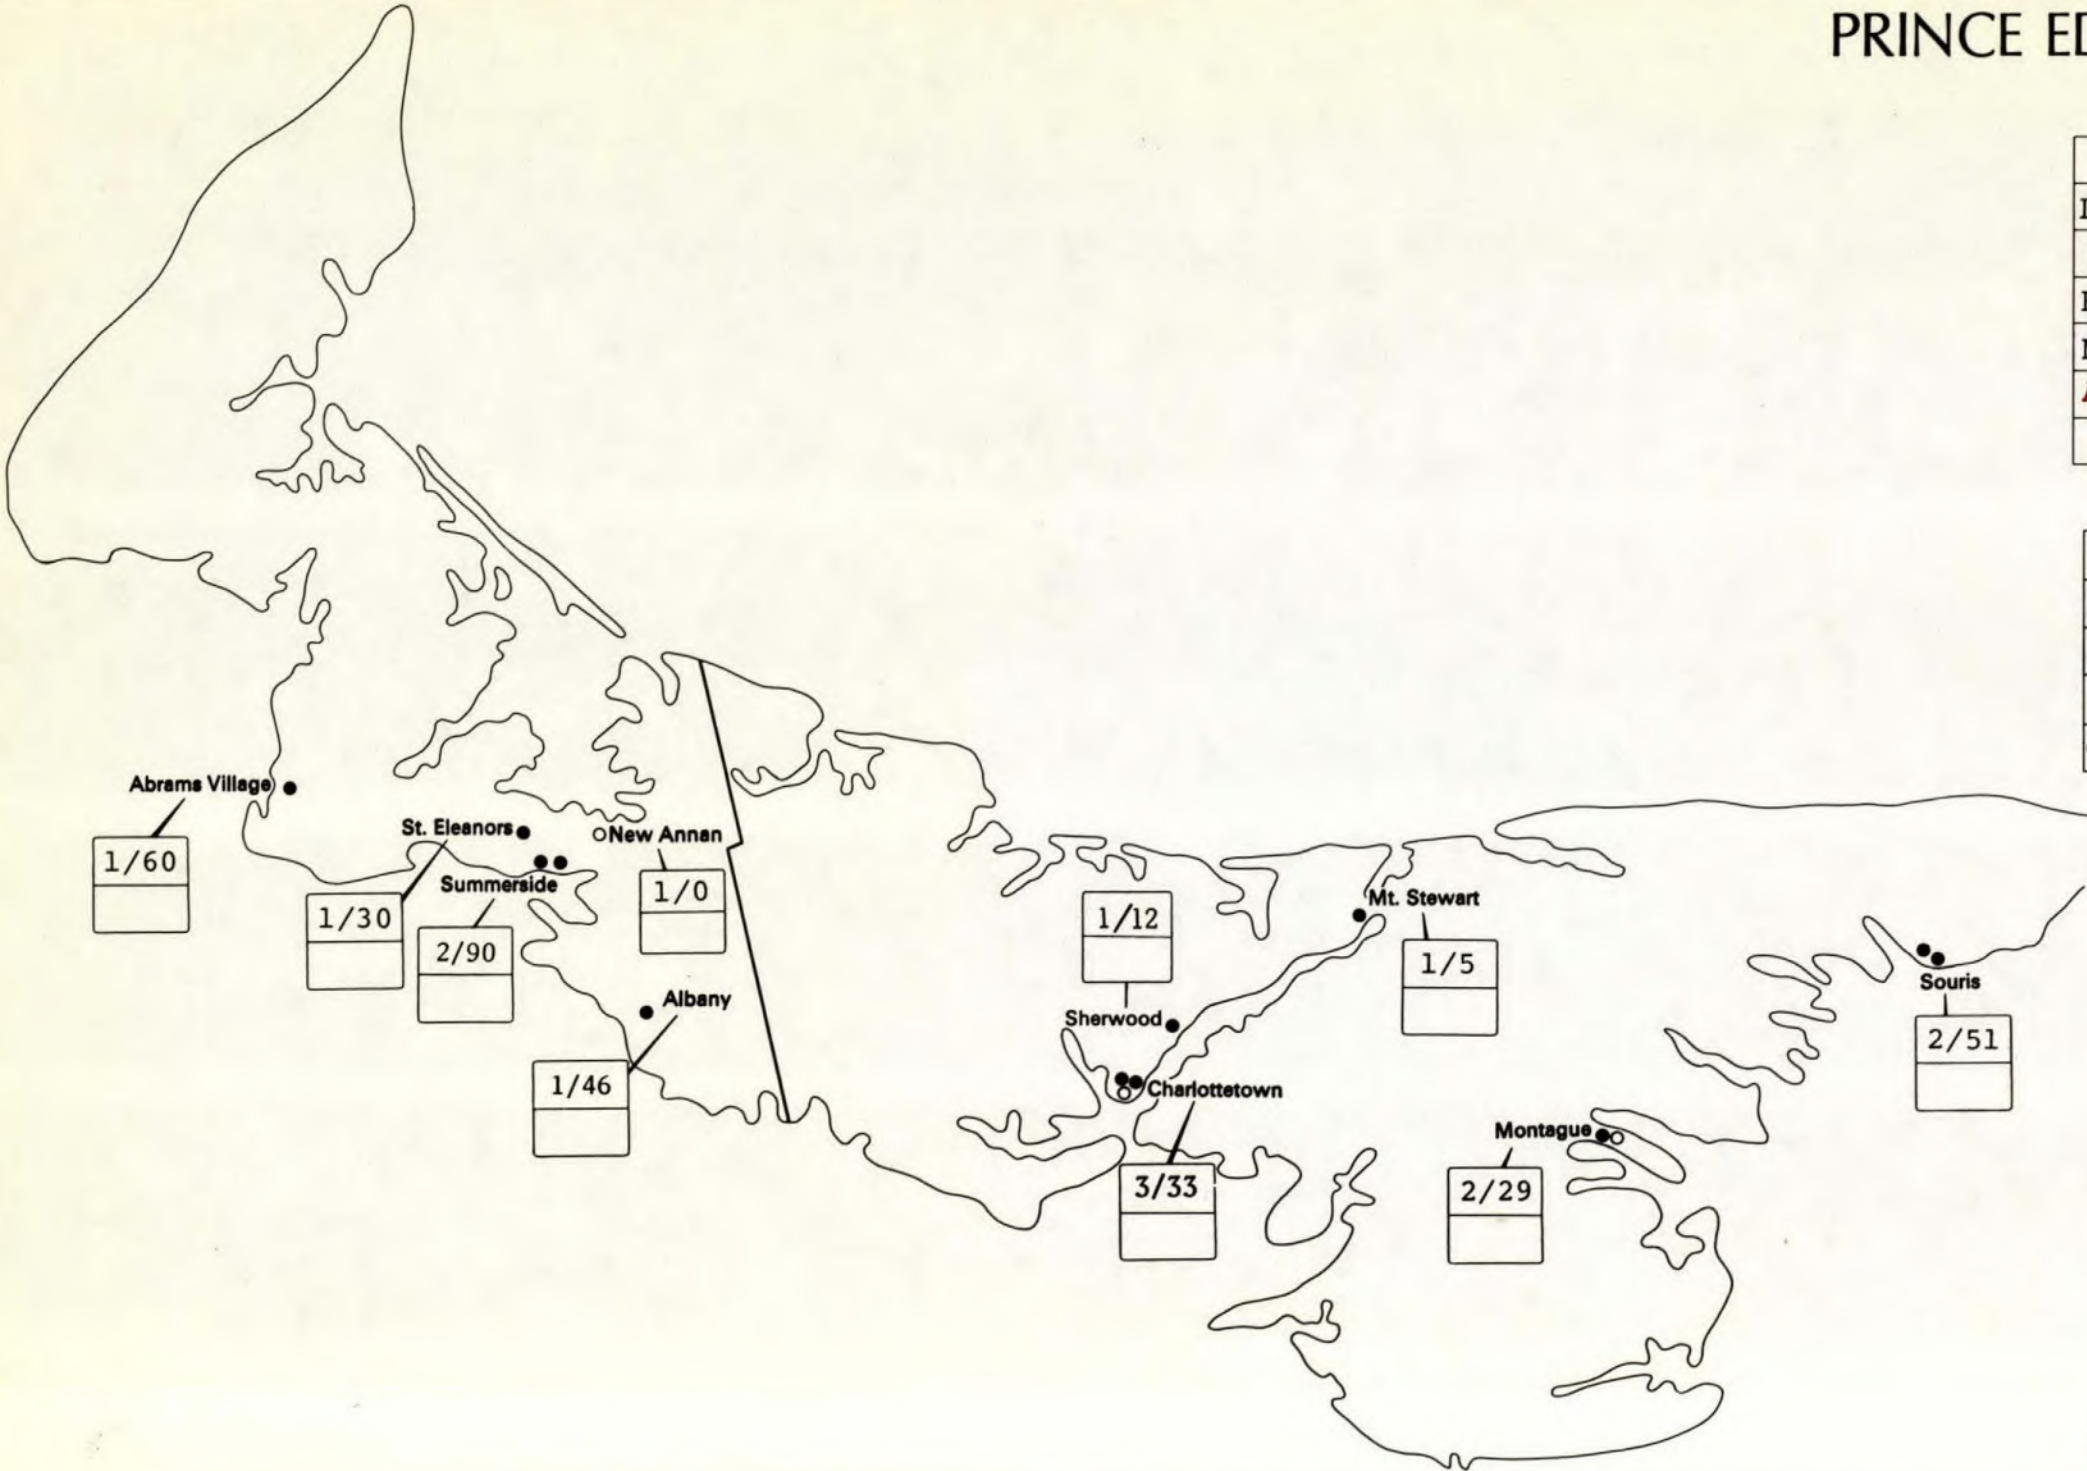 PRINCE
Abrams Village
1/60
St. Eleanors
1/30
Summerside
2/90
New Annan
1/0
Albany
1/46
1/12
Sherwood
Mt. Stewart
1/5
Charlottetown
3/33
Montague
2/29
Souris
2/51